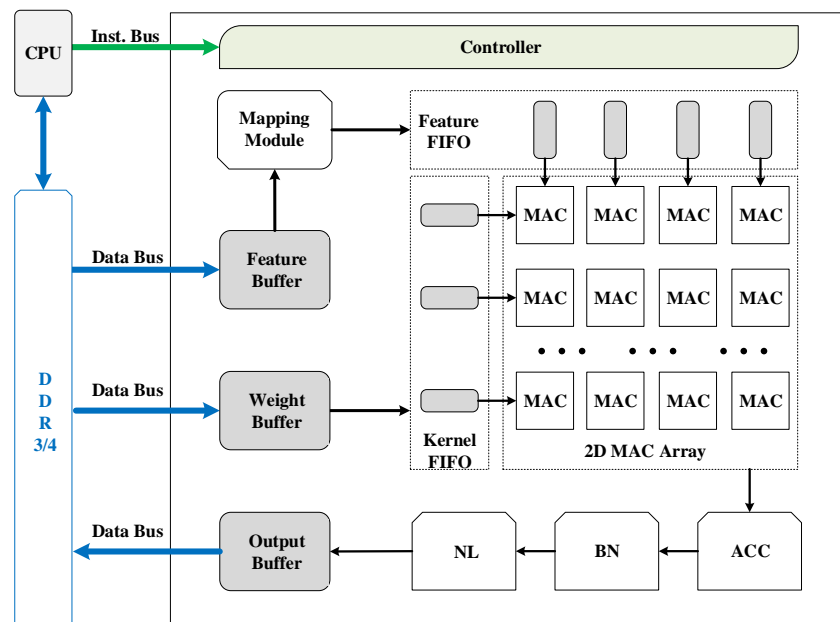 CPU
Inst. Bus
Controller
Mapping
Module
Feature
FIFO
MAC MAC MAC MAC
Data Bus
Feature
Buffer
MAC MAC MAC MAC
D
D
R
3/4
Data Bus
Weight
Buffer
MAC MAC MAC MAC
Kernel
FIFO
2D MAC Array
Data Bus
Output
Buffer
NL
BN
ACC